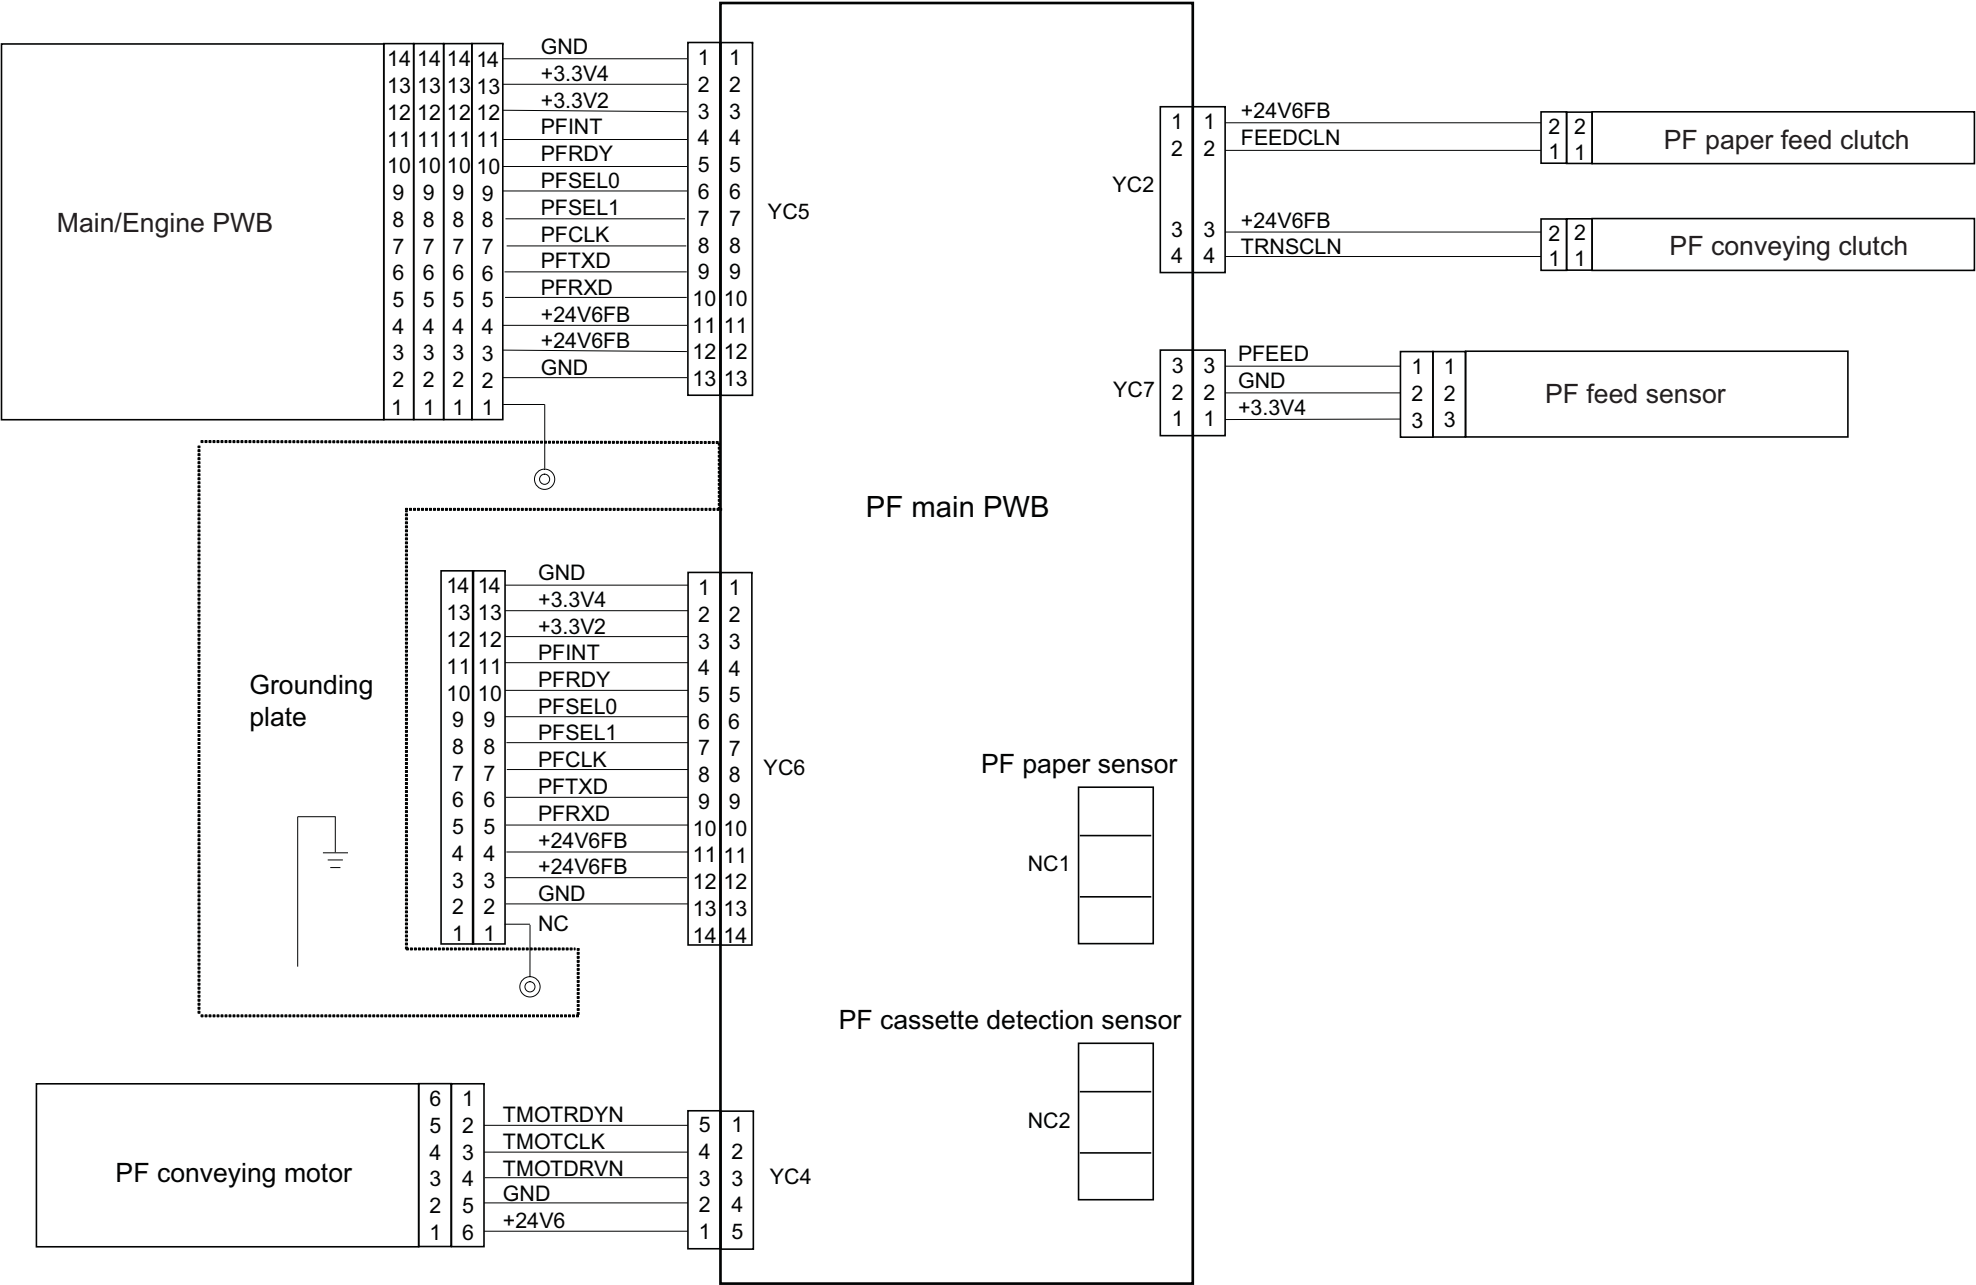 Main/Engine PWB
14 14 14 14 GND 1 1
13 13 13 13 +3.3V4 2 2
12 12 12 12 +3.3V2 3 3
11 11 11 11 PFINT 4 4
10 10 10 10 PFRDY 5 5
9 9 9 9 PFSEL0 6 6
8 8 8 8 PFSEL1 7 7
7 7 7 7 PFCLK 8 8
6 6 6 6 PFTXD 9 9
5 5 5 5 PFRXD 10 10
4 4 4 4 +24V6FB 11 11
3 3 3 3 +24V6FB 12 12
2 2 2 2 GND 13 13
1 1 1 1
YC5
YC2
1 1 +24V6FB 2 2
2 2 FEEDCLN 1 1
PF paper feed clutch
3 3 +24V6FB 2 2
4 4 TRNSCLN 1 1
PF conveying clutch
YC7
3 3 PFEED 1 1
2 2 GND 2 2
1 1 +3.3V4 3 3
PF feed sensor
PF main PWB
Grounding
plate
14 14 GND 1 1
13 13 +3.3V4 2 2
12 12 +3.3V2 3 3
11 11 PFINT 4 4
10 10 PFRDY 5 5
9 9 PFSEL0 6 6
8 8 PFSEL1 7 7
7 7 PFCLK 8 8
6 6 PFTXD 9 9
5 5 PFRXD 10 10
4 4 +24V6FB 11 11
3 3 +24V6FB 12 12
2 2 GND 13 13
1 1 NC 14 14
YC6
PF paper sensor
NC1
PF cassette detection sensor
NC2
PF conveying motor
6 1
5 2 TMOTRDYN 5 1
4 3 TMOTCLK 4 2
3 4 TMOTDRVN 3 3
2 5 GND 2 4
1 6 +24V6 1 5
YC4